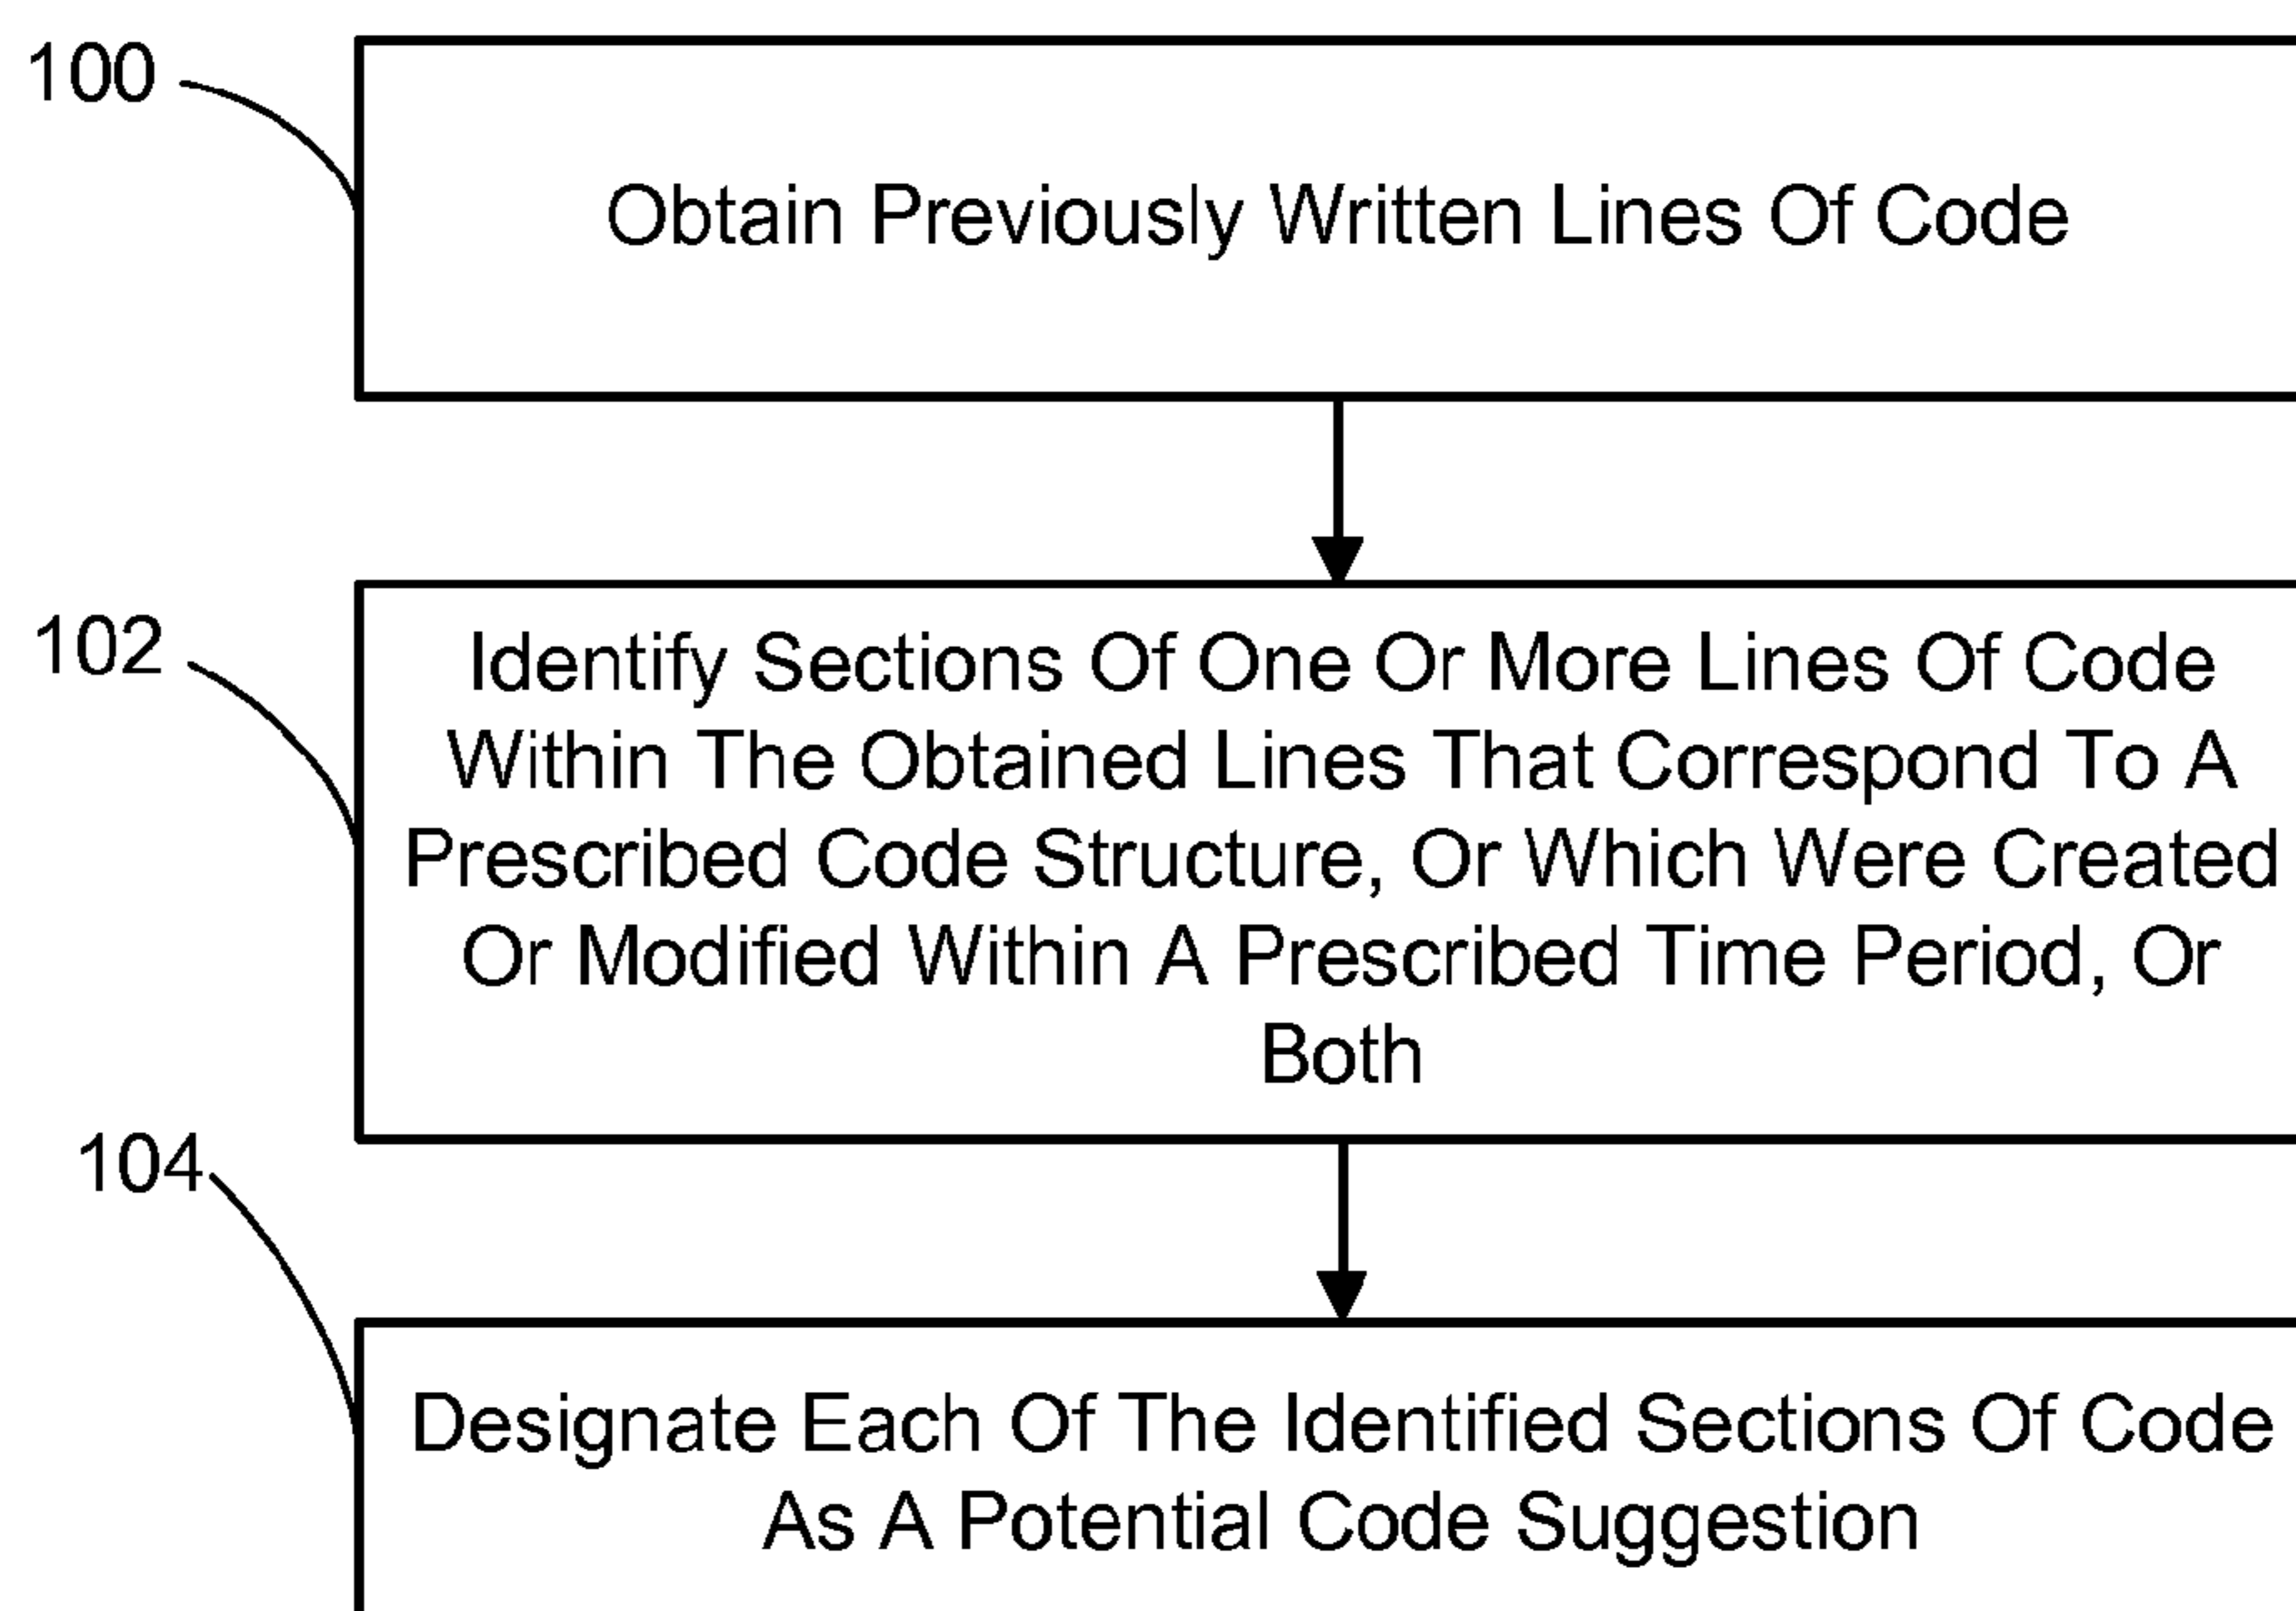 100
Obtain Previously Written Lines Of Code
102
Identify Sections Of One Or More Lines Of Code
Within The Obtained Lines That Correspond To A
Prescribed Code Structure, Or Which Were Created
Or Modified Within A Prescribed Time Period, Or
Both
104
Designate Each Of The Identified Sections Of Code
As A Potential Code Suggestion